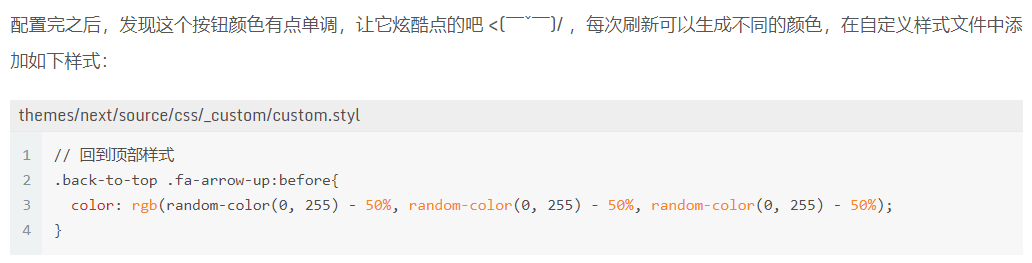 配置完之后，发现这个按钮颜色有点单调，让它炫酷点的吧 <(￣ˇ￣)/ ，每次刷新可以生成不同的颜色，在自定义样式文件中添
加如下样式：
themes/next/source/css/_custom/custom.styl
1 // 回到顶部样式
2 .back-to-top .fa-arrow-up:before{
3   color: rgb(random-color(0, 255) - 50%, random-color(0, 255) - 50%, random-color(0, 255) - 50%);
4 }